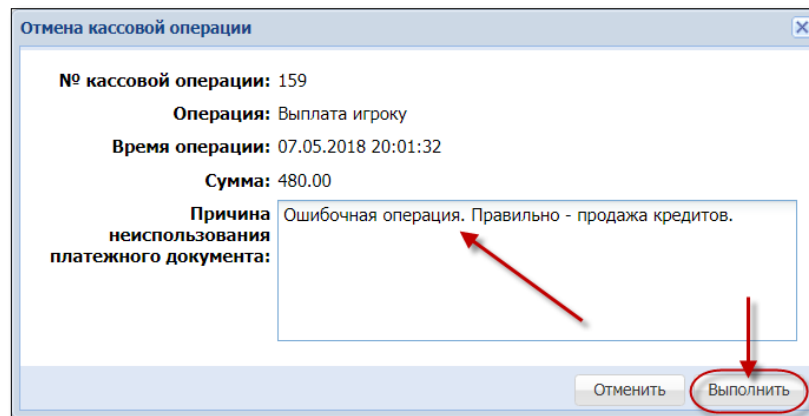 Отмена кассовой операции
№ кассовой операции: 159
Операция: Выплата игроку
Время операции: 07.05.2018 20:01:32
Сумма: 480.00
Причина неиспользования платежного документа:
Ошибочная операция. Правильно - продажа кредитов.
Отменить Выполнить